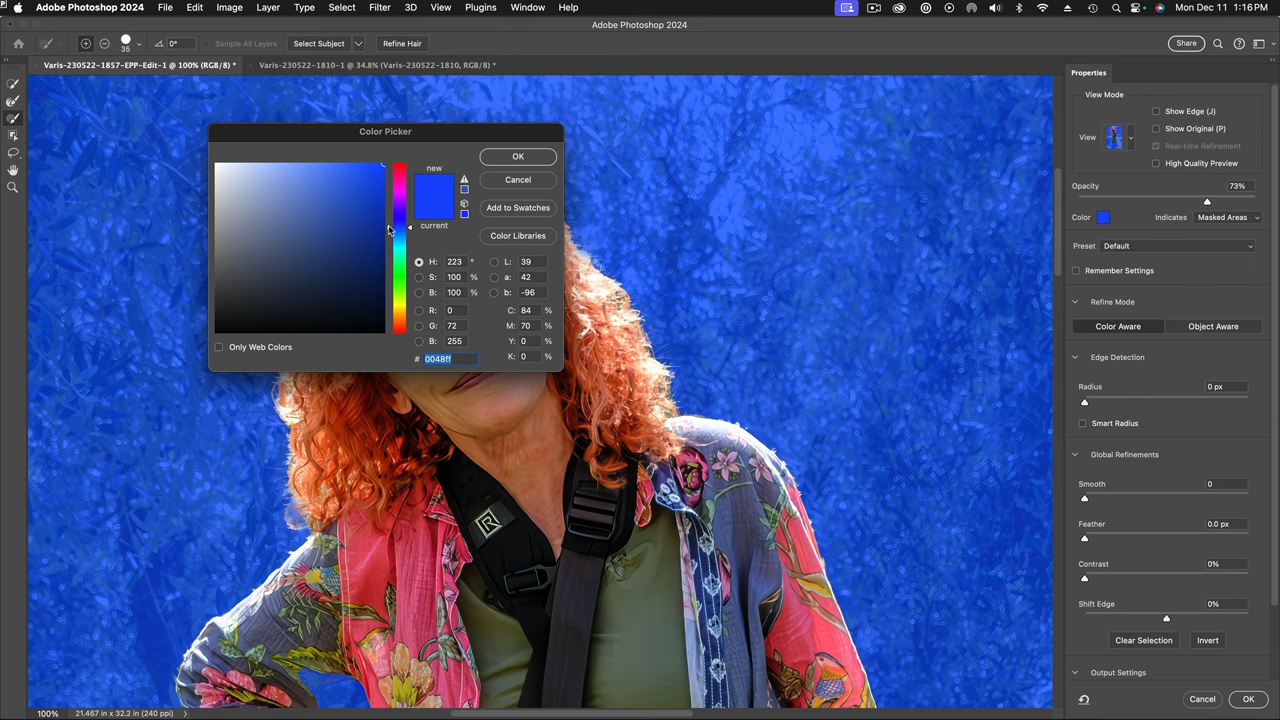 Photoshop 2024 File Edit Image Layer Type Select Filter 3D View Plugins Window Help Mon Dec 11 1:16 PM
Adobe Photoshop 2024
35 0° Sample All Layers Select Subject Refine Hair Share
Varis-230522-1857-EPP-Edit-1 @ 100% (RGB/8) * Varis-230522-1810-1 @ 34.8% (Varis-230522-1810, RGB/8) *
Color Picker
new
current
OK
Cancel
Add to Swatches
Color Libraries
H: 223 ° L: 39
S: 100 % a: 42
B: 100 % b: -96
R: 0 C: 84 %
G: 72 M: 70 %
B: 255 Y: 0 %
# 0048ff K: 0 %
Only Web Colors
R
Properties
View Mode
View
Show Edge (J)
Show Original (P)
Real-time Refinement
High Quality Preview
Opacity 73%
Color Indicates Masked Areas
Preset Default
Remember Settings
Refine Mode
Color Aware Object Aware
Edge Detection
Radius 0 px
Smart Radius
Global Refinements
Smooth 0
Feather 0.0 px
Contrast 0%
Shift Edge 0%
Clear Selection Invert
Output Settings
Cancel OK
100% 21.467 in x 32.2 in (240 ppi)